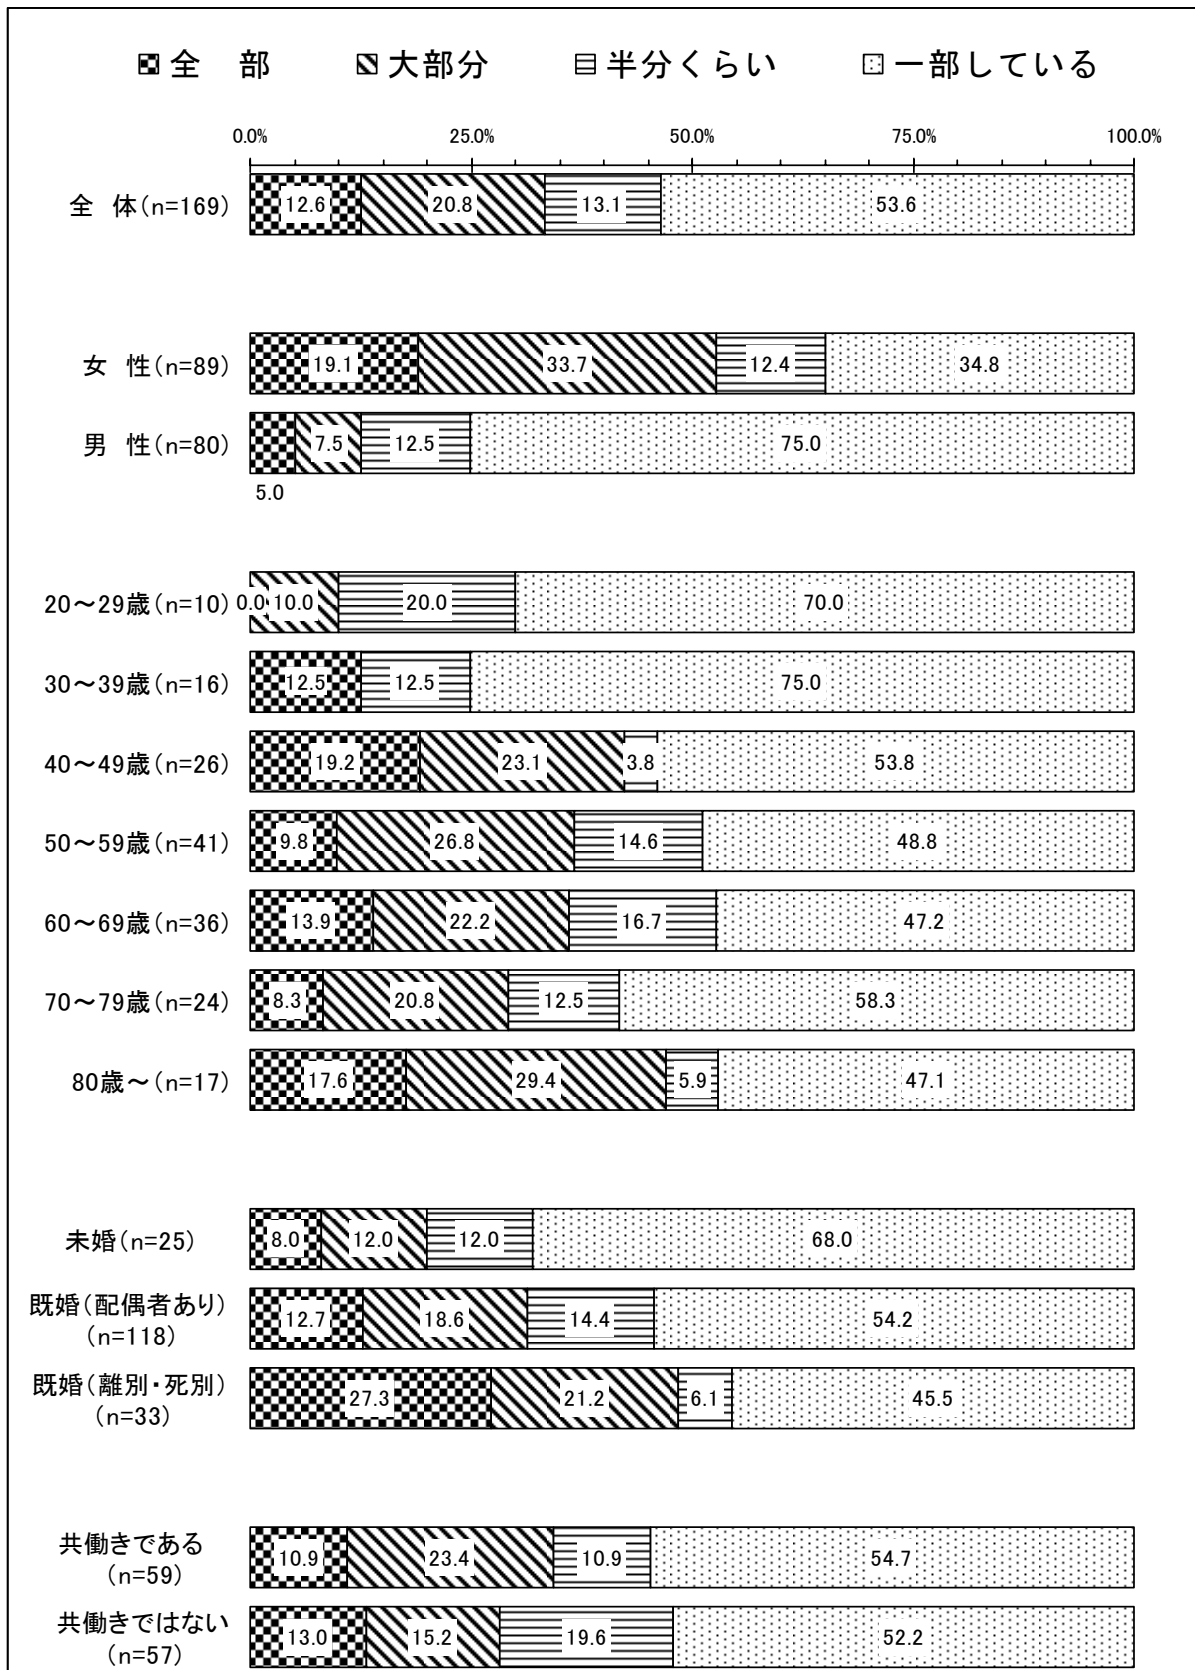 全　部　大部分　半分くらい　一部している
0.0% 25.0% 50.0% 75.0% 100.0%
全　体(n=169) 12.6 20.8 13.1 53.6
女　性(n=89) 19.1 33.7 12.4 34.8
男　性(n=80) 7.5 12.5 75.0
5.0
20～29歳(n=10) 0.0 10.0 20.0 70.0
30～39歳(n=16) 12.5 12.5 75.0
40～49歳(n=26) 19.2 23.1 3.8 53.8
50～59歳(n=41) 9.8 26.8 14.6 48.8
60～69歳(n=36) 13.9 22.2 16.7 47.2
70～79歳(n=24) 8.3 20.8 12.5 58.3
80歳～(n=17) 17.6 29.4 5.9 47.1
未婚(n=25) 8.0 12.0 12.0 68.0
既婚(配偶者あり)
(n=118) 12.7 18.6 14.4 54.2
既婚(離別・死別)
(n=33) 27.3 21.2 6.1 45.5
共働きである
(n=59) 10.9 23.4 10.9 54.7
共働きではない
(n=57) 13.0 15.2 19.6 52.2